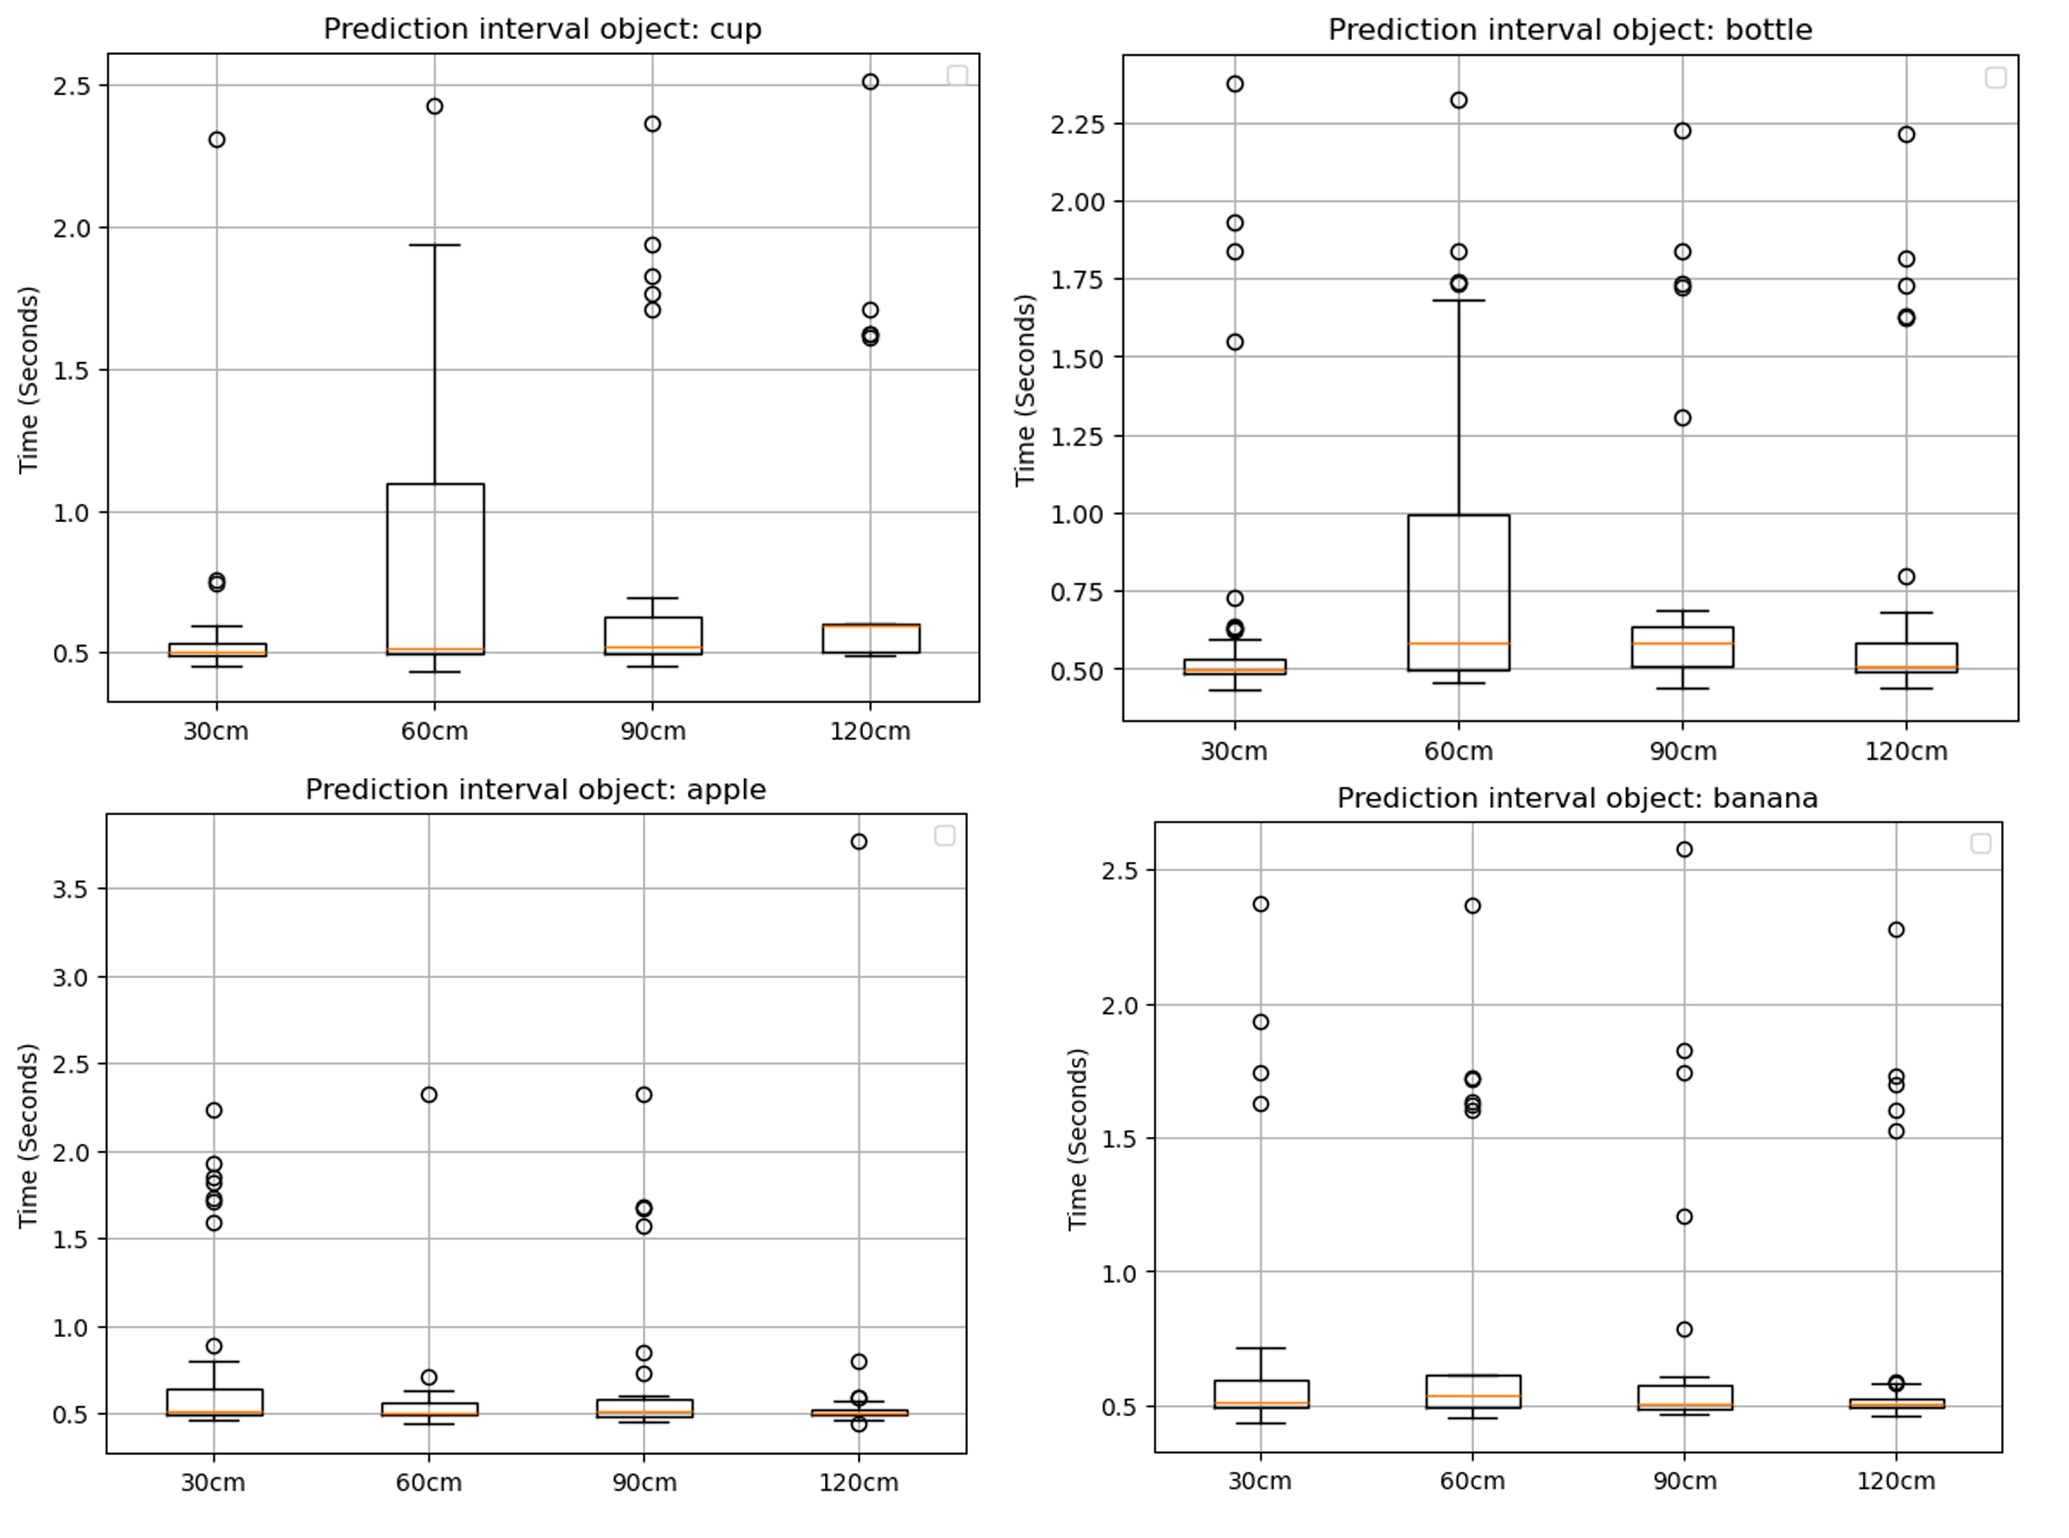 Prediction interval object: cup
2.5
2.0
1.5
1.0
0.5
Time (Seconds)
30cm 60cm 90cm 120cm
Prediction interval object: bottle
2.25
2.00
1.75
1.50
1.25
1.00
0.75
0.50
Time (Seconds)
30cm 60cm 90cm 120cm
Prediction interval object: apple
3.5
3.0
2.5
2.0
1.5
1.0
0.5
Time (Seconds)
30cm 60cm 90cm 120cm
Prediction interval object: banana
2.5
2.0
1.5
1.0
0.5
Time (Seconds)
30cm 60cm 90cm 120cm